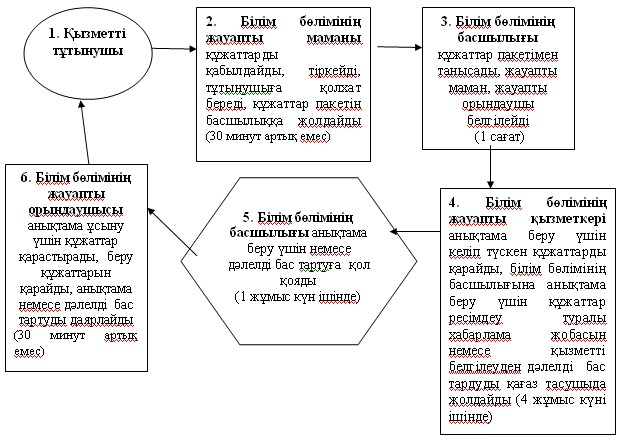 1. Қызметті
тұтынушы
2. Білім бөлімінің
жауапты маманы
құжаттарды
қабылдайды, тіркейді,
тұтынушыға қолхат
береді, құжаттар пакетін
басшылыққа жолдайды
(30 минут артық емес)
3. Білім бөлімінің
басшылығы
құжаттар пакетімен
танысады, жауапты
маман, жауапты
орындаушы
белгілейді
(1 сағат)
4. Білім бөлімінің
жауапты қызметкері
анықтама беру үшін
келіп түскен құжаттарды
қарайды, білім бөлімінің
басшылығына анықтама
беру үшін құжаттар
ресімдеу туралы
хабарлама жобасын
немесе қызметті
белгілеуден дәлелді бас
тардуды қағаз тасушыда
жолдайды (4 жұмыс күні
ішінде)
5. Білім бөлімінің
басшылығы анықтама
беру үшін немесе
дәлелді бас тартуға қол
қояды
(1 жұмыс күн ішінде)
6. Білім бөлімінің
жауапты
орындаушысы
анықтама ұсыну
үшін құжаттар
қарастырады, беру
құжаттарын
қарайды, анықтама
немесе дәлелді бас
тартуды даярлайды
(30 минут артық
емес)